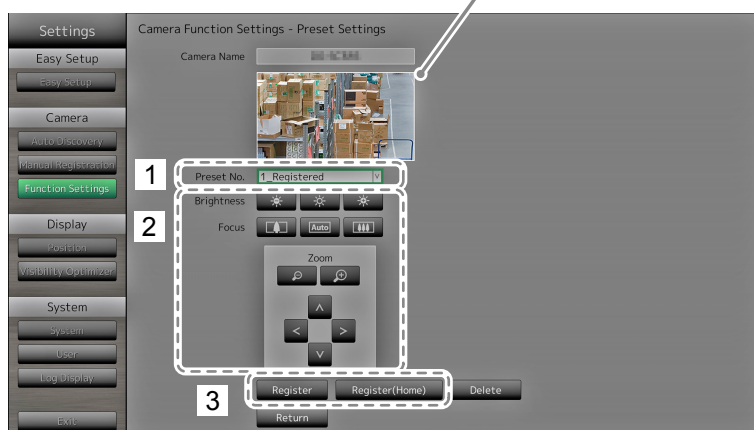 Settings
Camera Function Settings - Preset Settings
Easy Setup
Easy Setup
Camera
Auto Discovery
Manual Registration
Function Settings
Display
Position
Visibility Optimizer
System
System
User
Log Display
Exit
Camera Name
1
Preset No. 1_Registered
2
Brightness
Focus Auto
Zoom
3
Register Register(Home) Delete
Return